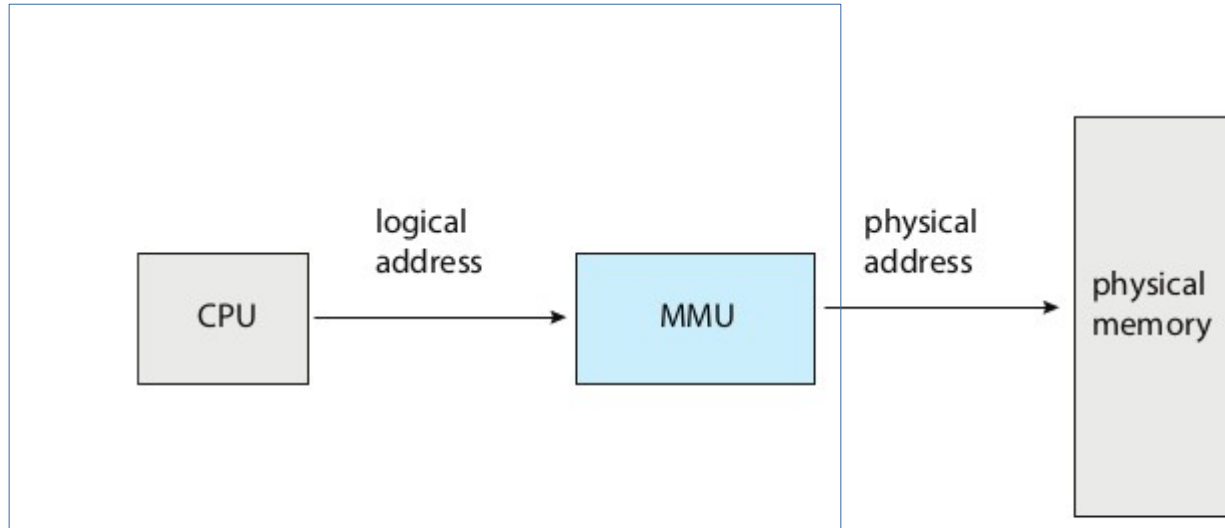 logical
address
physical
address
CPU
MMU
physical
memory